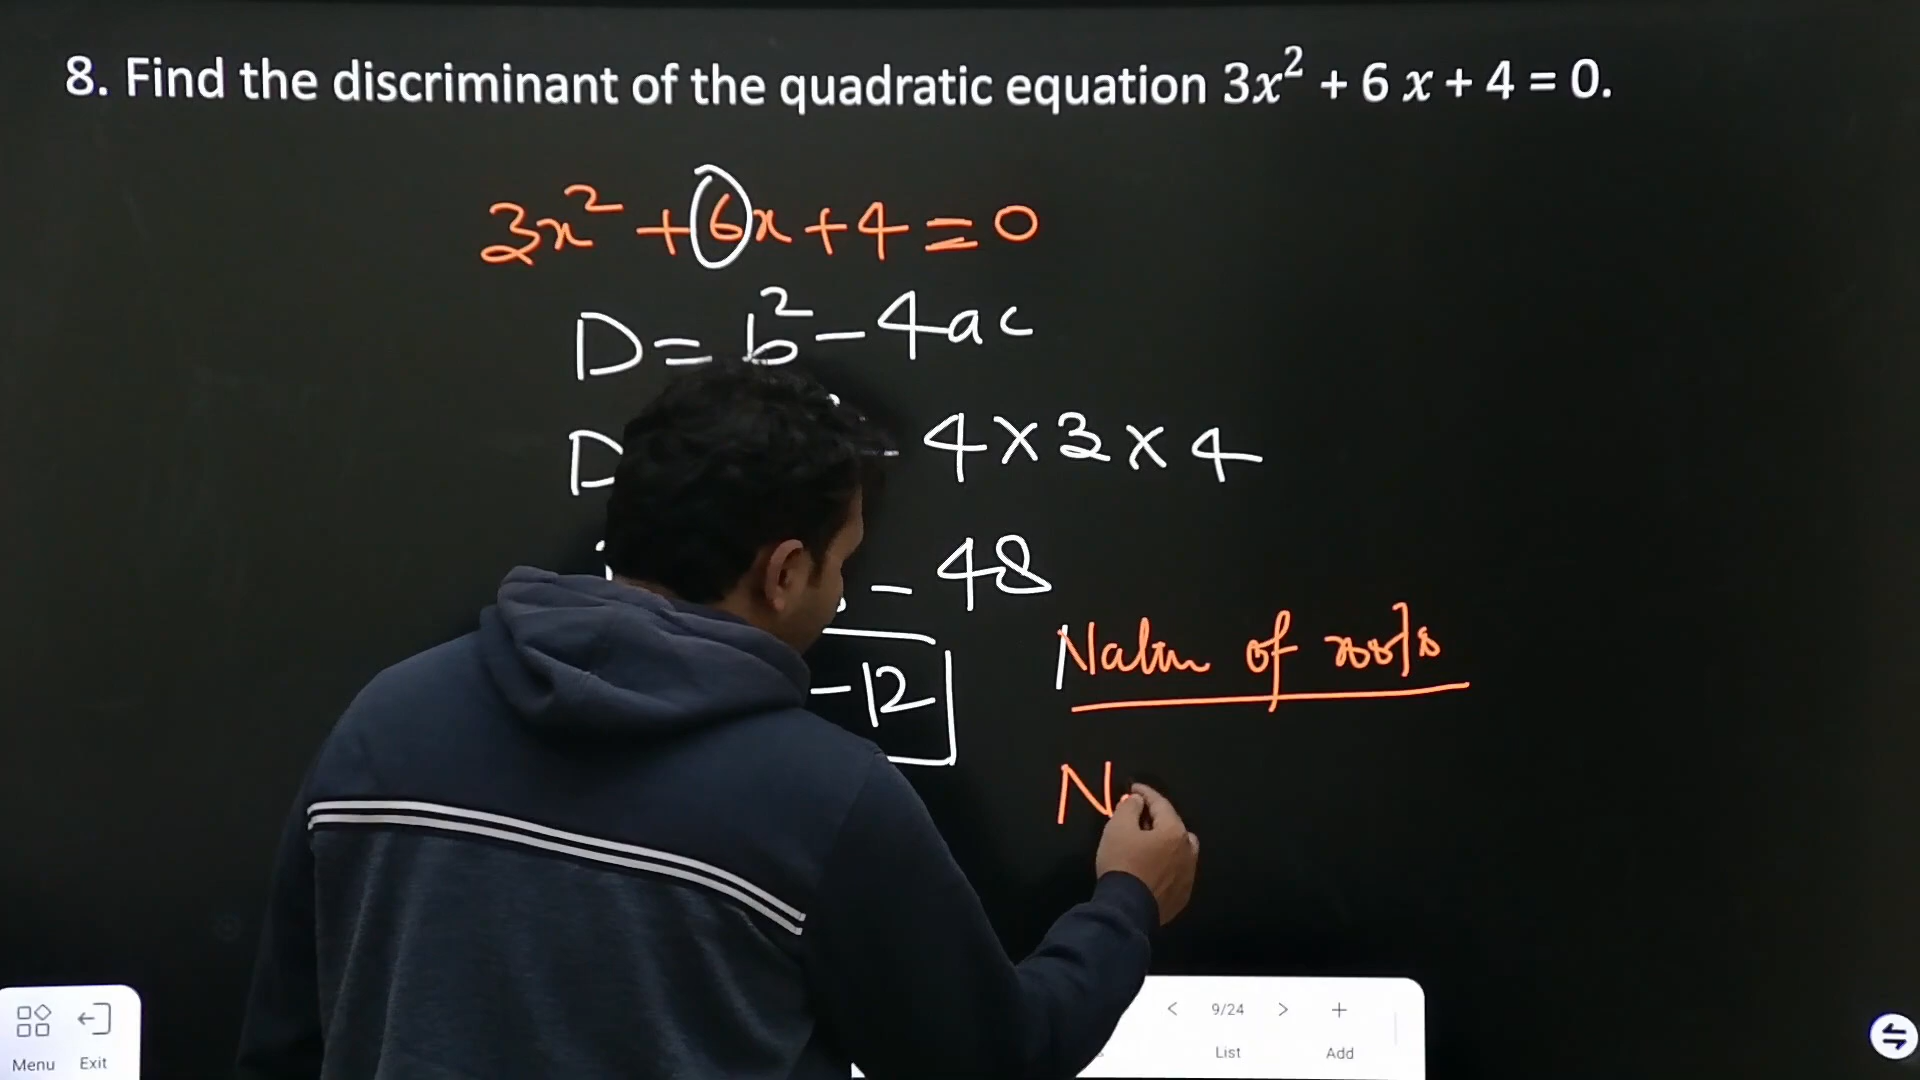 8. Find the discriminant of the quadratic equation 3x² + 6 x + 4 = 0.
3x² + 6x + 4 = 0
D = b² - 4ac
D - 4 × 3 × 4
- 48
- 12
Nature of roots
No
Menu Exit
< 9/24 > +
List Add